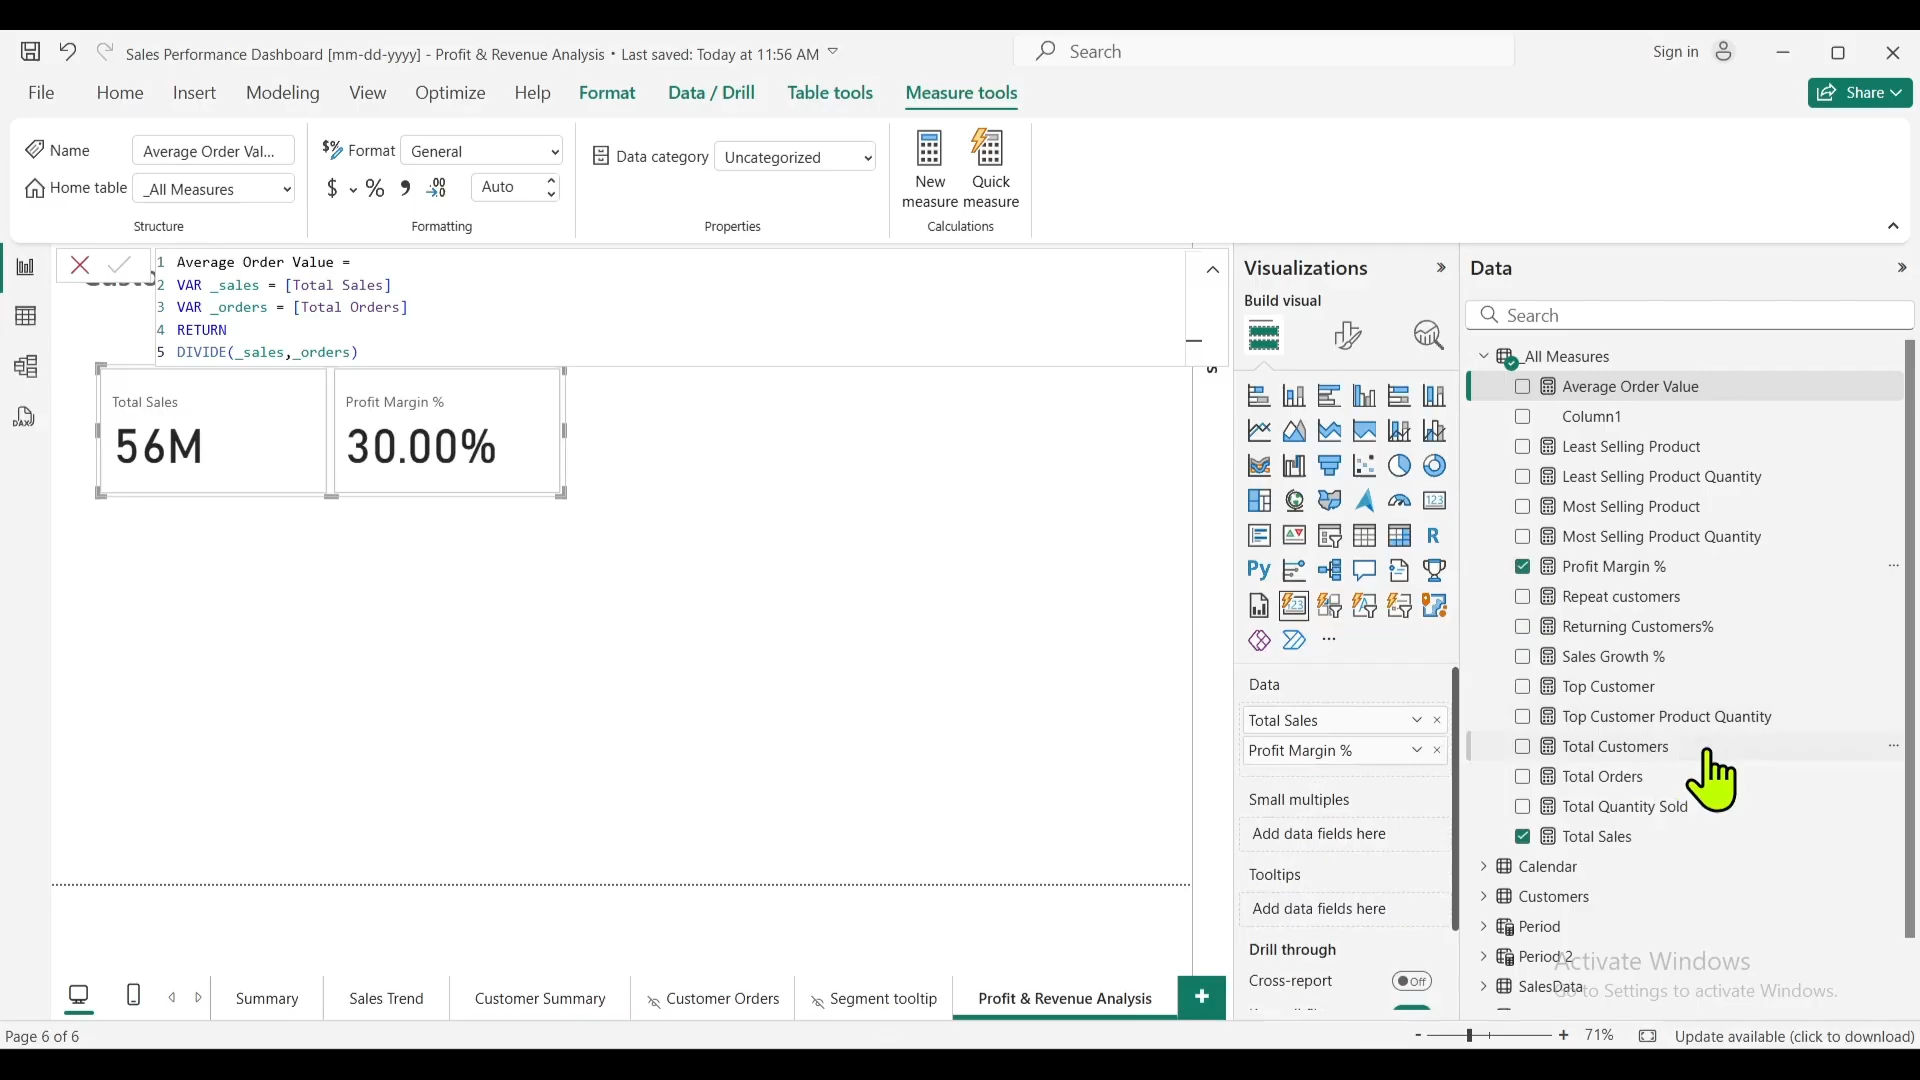 Sales Performance Dashboard [mm-dd-yyyy] - Profit & Revenue Analysis • Last saved: Today at 11:56 AM
Search
Sign in
File
Home
Insert
Modeling
View
Optimize
Help
Format
Data / Drill
Table tools
Measure tools
Share
Name
Average Order Val...
Home table
_All Measures
Structure
$% Format
General
$ % , .00
Auto
Formatting
Data category
Uncategorized
Properties
New measure
Quick measure
Calculations
1 Average Order Value =
2 VAR _sales = [Total Sales]
3 VAR _orders = [Total Orders]
4 RETURN
5 DIVIDE(_sales,_orders)
DAX
Total Sales
56M
Profit Margin %
30.00%
Visualizations
Build visual
123
R
Py
123
Data
Total Sales
Profit Margin %
Small multiples
Add data fields here
Tooltips
Add data fields here
Drill through
Cross-report
Off
Data
Search
_All Measures
Average Order Value
Column1
Least Selling Product
Least Selling Product Quantity
Most Selling Product
Most Selling Product Quantity
Profit Margin %
Repeat customers
Returning Customers%
Sales Growth %
Top Customer
Top Customer Product Quantity
Total Customers
Total Orders
Total Quantity Sold
Total Sales
Calendar
Customers
Period
Period 2
SalesData
Activate Windows
Go to Settings to activate Windows.
Summary
Sales Trend
Customer Summary
Customer Orders
Segment tooltip
Profit & Revenue Analysis
+
Page 6 of 6
- + 71%
Update available (click to download)